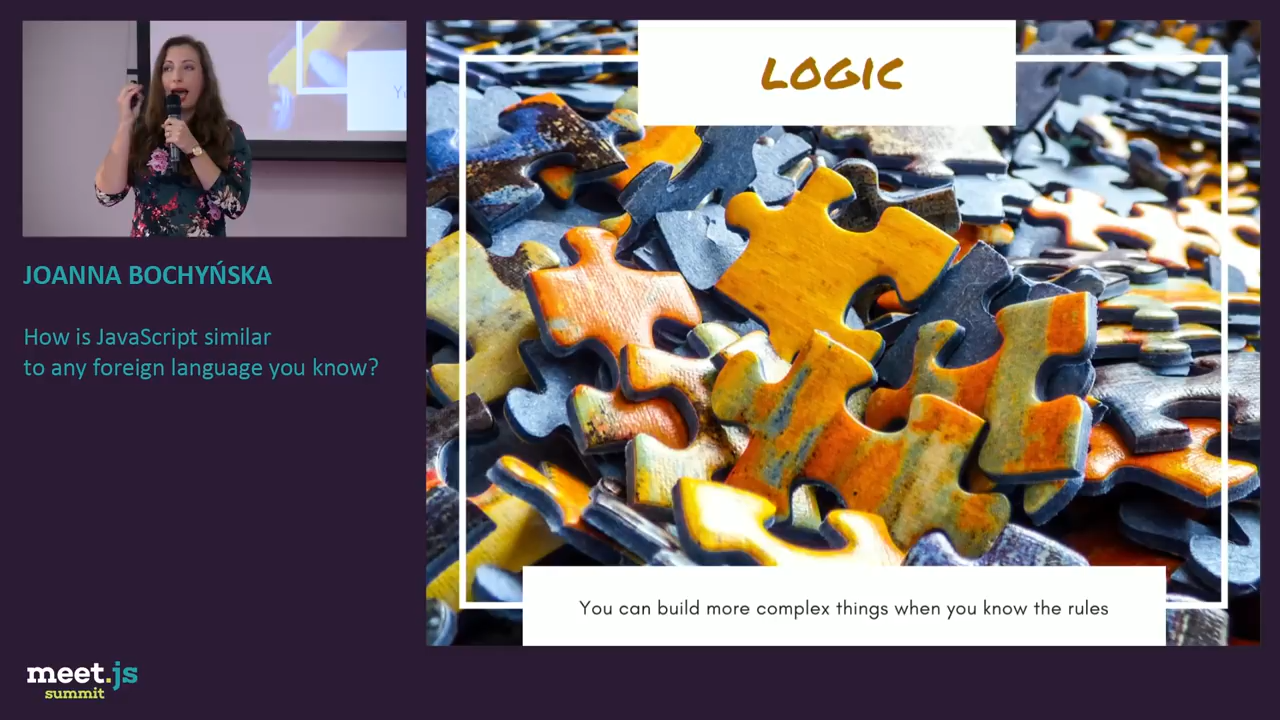 JOANNA BOCHYŃSKA
How is JavaScript similar
to any foreign language you know?
LOGIC
You can build more complex things when you know the rules
meet.js
summit